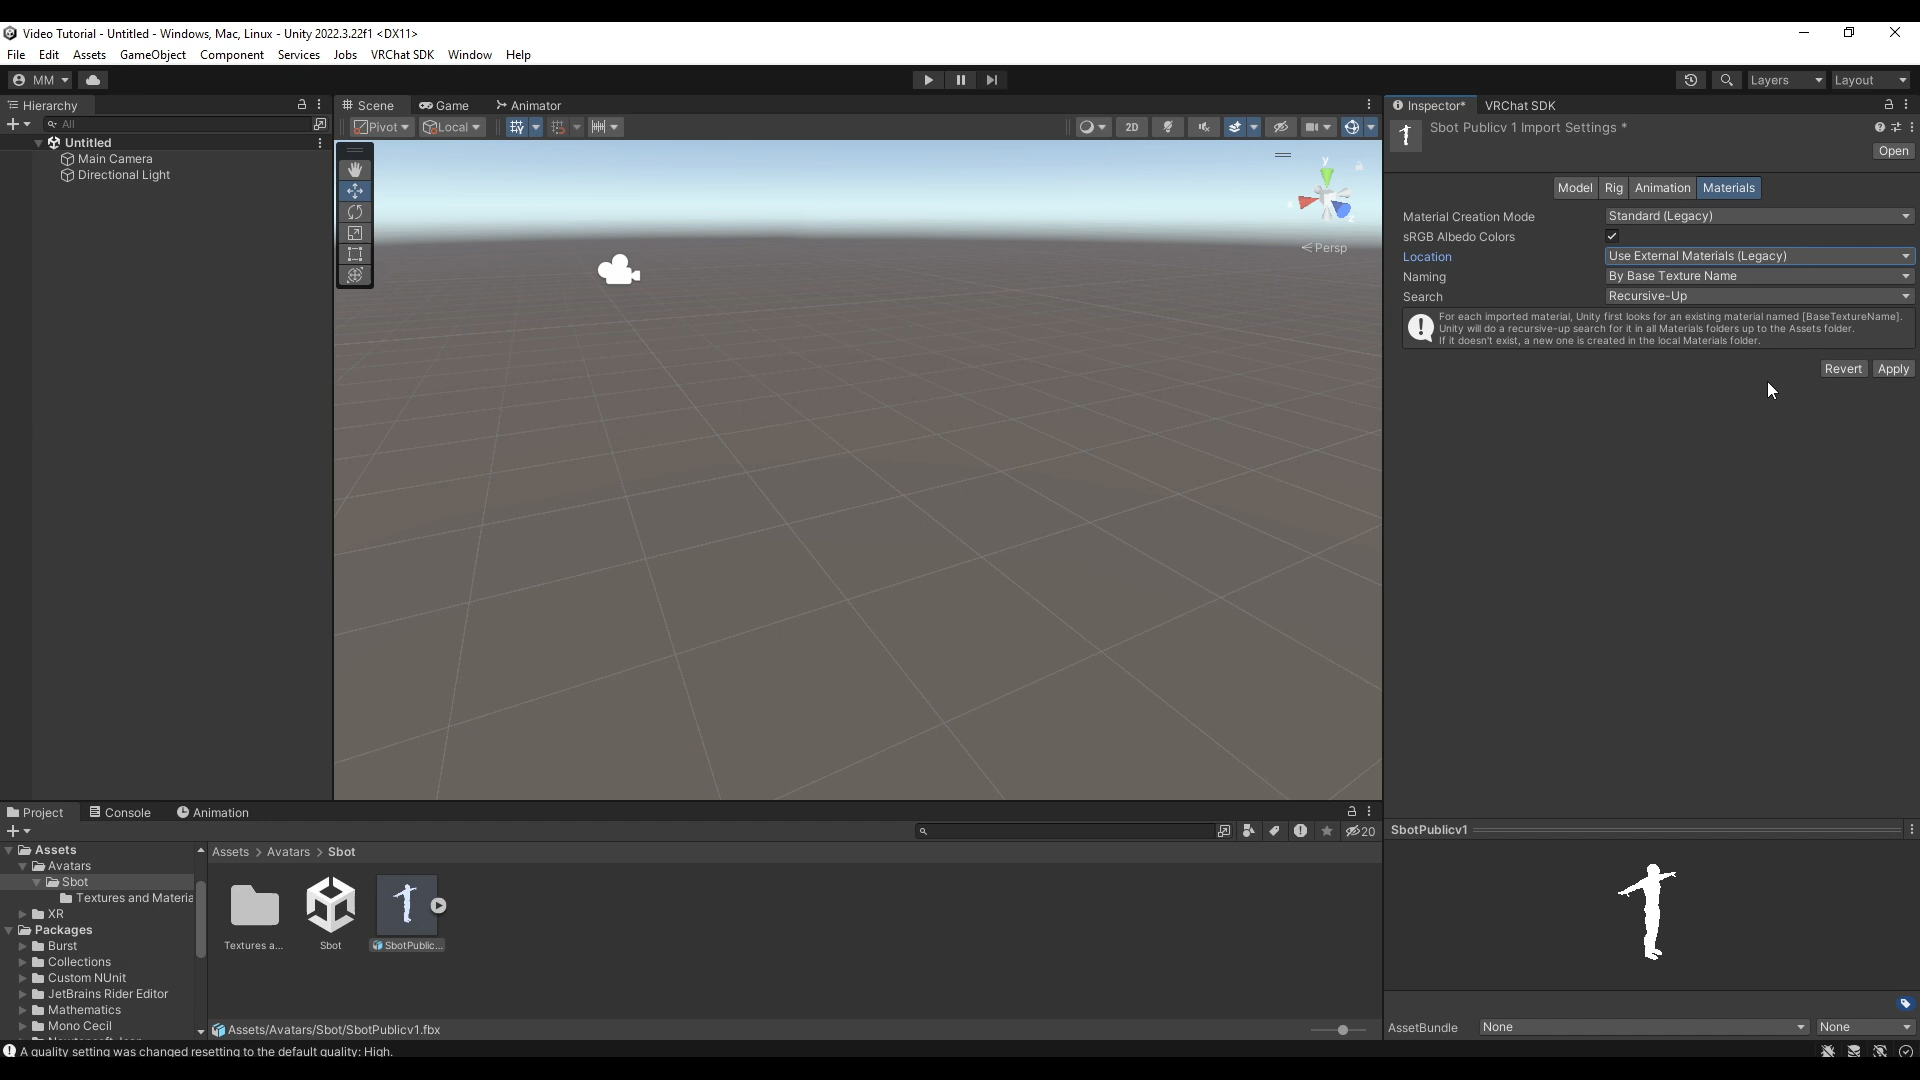 Video Tutorial - Untitled - Windows, Mac, Linux - Unity 2022.3.22f1 <DX11>
File Edit Assets GameObject Component Services Jobs VRChat SDK Window Help
MM Layers Layout
Hierarchy
All
Untitled
Main Camera
Directional Light
Scene Game Animator
Pivot Local 2D
y
z
Persp
Inspector* VRChat SDK
Sbot Publicv 1 Import Settings *
Open
Model Rig Animation Materials
Material Creation Mode Standard (Legacy)
sRGB Albedo Colors
Location Use External Materials (Legacy)
Naming By Base Texture Name
Search Recursive-Up
For each imported material, Unity first looks for an existing material named [BaseTextureName].
Unity will do a recursive-up search for it in all Materials folders up to the Assets folder.
If it doesn't exist, a new one is created in the local Materials folder.
Revert Apply
Project Console Animation
20
Assets
Avatars
Sbot
Textures and Materia
XR
Packages
Burst
Collections
Custom NUnit
JetBrains Rider Editor
Mathematics
Mono Cecil
Assets > Avatars > Sbot
Textures a... Sbot SbotPublic...
Assets/Avatars/Sbot/SbotPublicv1.fbx
SbotPublicv1
AssetBundle None None
A quality setting was changed resetting to the default quality: High.